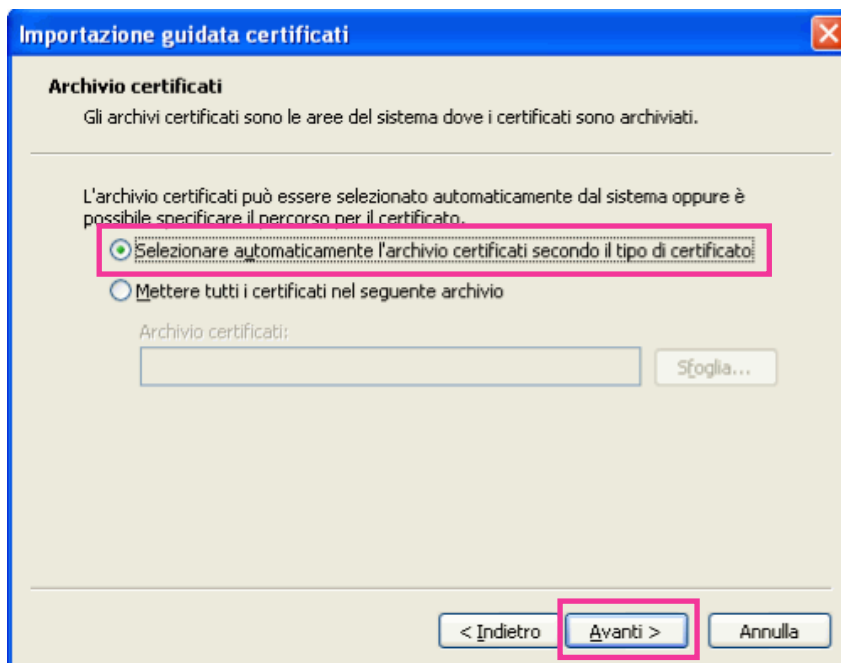 Importazione guidata certificati
Archivio certificati
Gli archivi certificati sono le aree del sistema dove i certificati sono archiviati.
L'archivio certificati può essere selezionato automaticamente dal sistema oppure è
possibile specificare il percorso per il certificato.
Selezionare automaticamente l'archivio certificati secondo il tipo di certificato
Mettere tutti i certificati nel seguente archivio
Archivio certificati:
Sfoglia...
< Indietro Avanti > Annulla